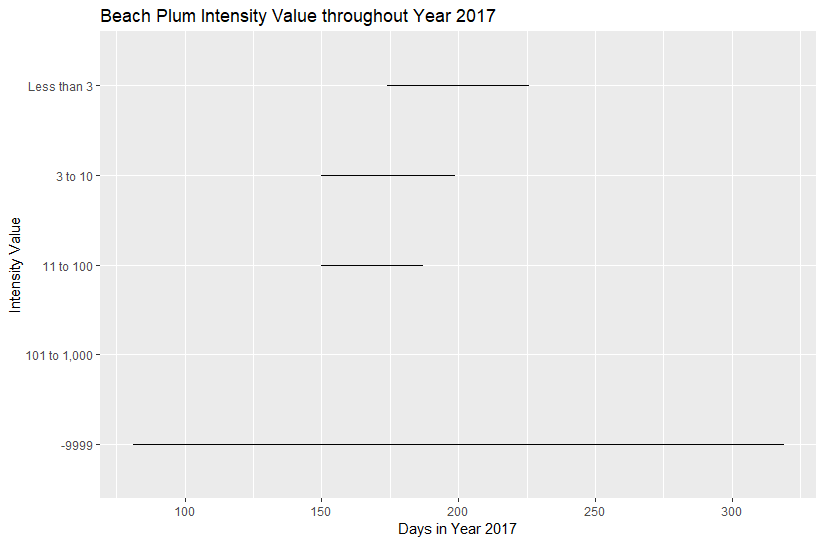 Beach Plum Intensity Value throughout Year 2017
Less than 3
3 to 10
11 to 100
101 to 1,000
-9999
Intensity Value
100 150 200 250 300
Days in Year 2017